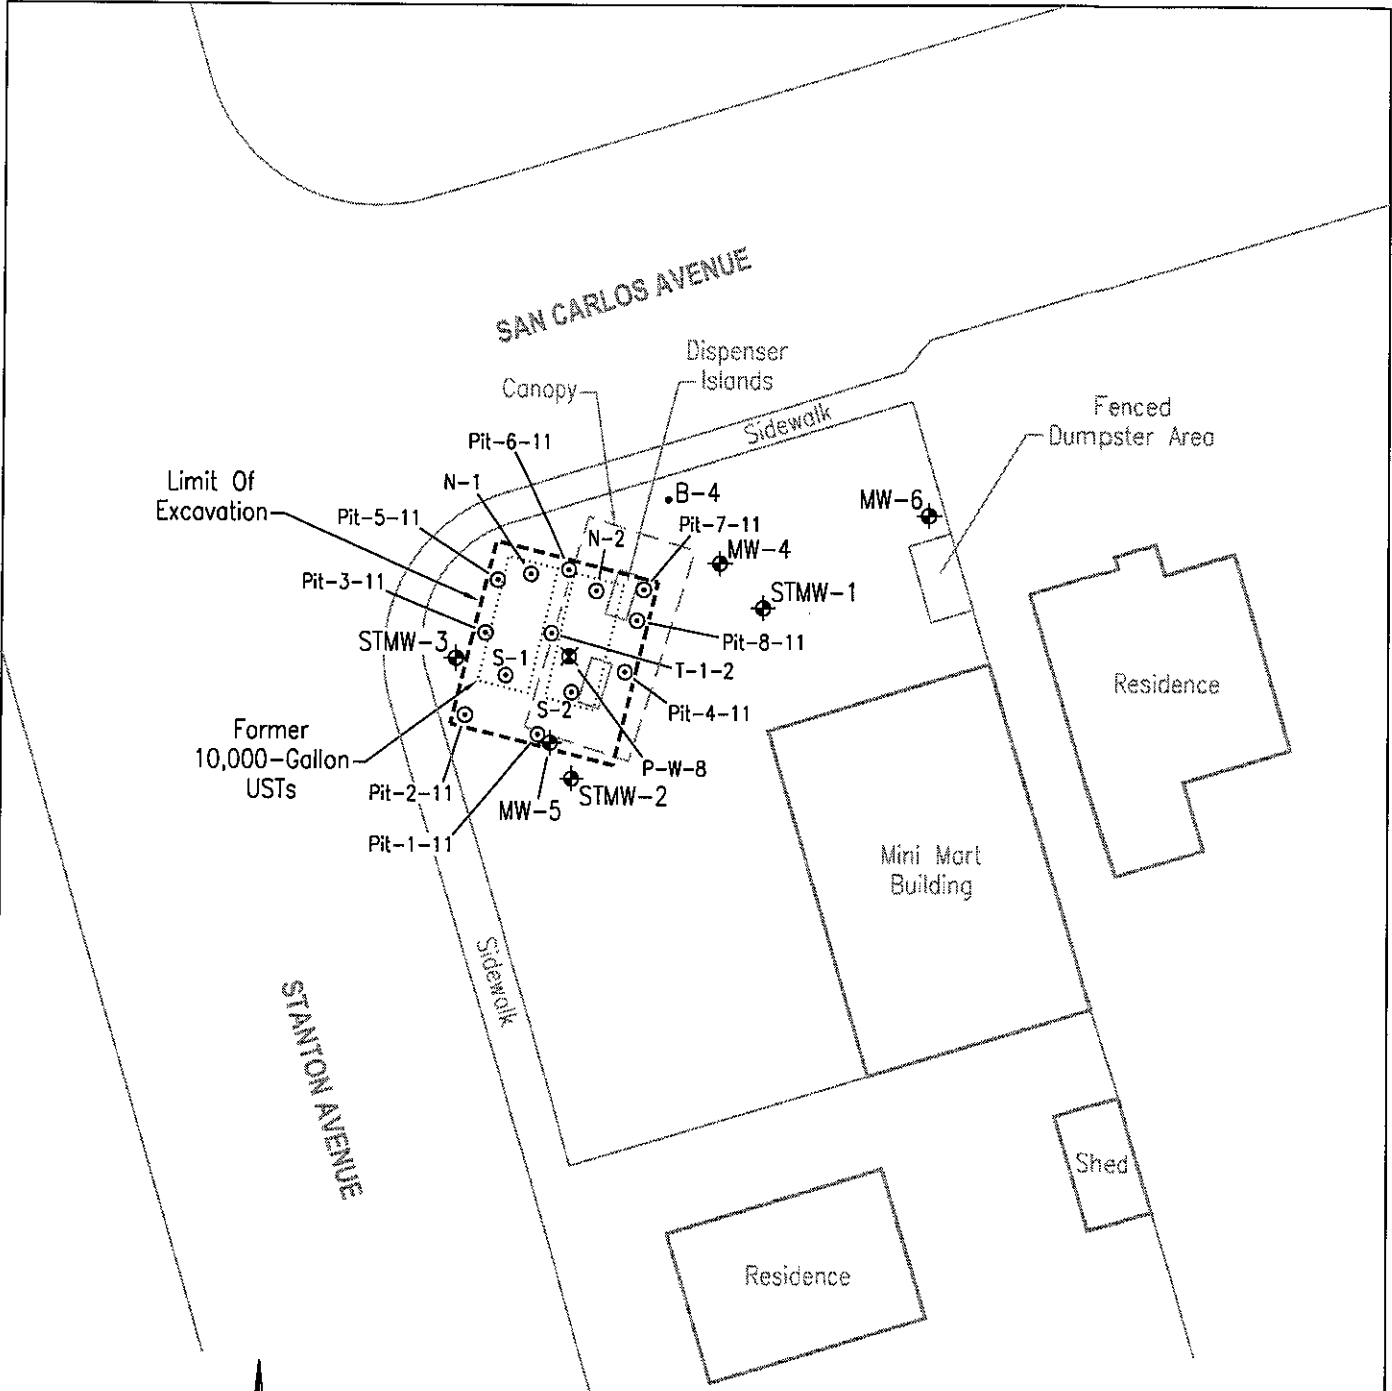 SAN CARLOS AVENUE
Dispenser
Islands
Canopy
Fenced
Dumpster Area
Sidewalk
Pit-6-11
Limit Of
Excavation
N-1
B-4
MW-6
Pit-5-11
Pit-7-11
N-2
MW-4
Pit-3-11
STMW-1
STMW-3
Pit-8-11
S-1
T-1-2
Residence
S-2
Pit-4-11
Former
10,000-Gallon
USTs
P-W-8
Pit-2-11
MW-5
STMW-2
Pit-1-11
Mini Mart
Building
Sidewalk
STANTON AVENUE
Shed
Residence